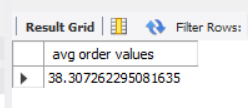 Result Grid Filter Rows:
avg order values
38.307262295081635